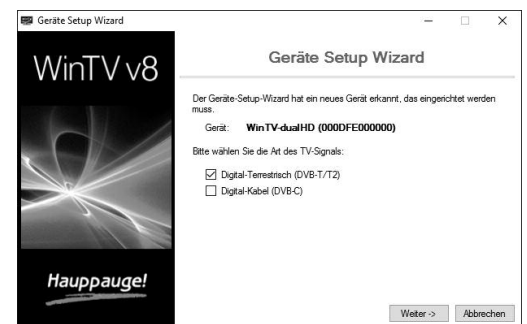 Geräte Setup Wizard
WinTV v8
Geräte Setup Wizard
Der Geräte-Setup-Wizard hat ein neues Gerät erkannt, das eingerichtet werden
muss.
Gerät: WinTV-dualHD (000DFE000000)
Bitte wählen Sie die Art des TV-Signals:
Digital-Terrestrisch (DVB-T/T2)
Digital-Kabel (DVB-C)
Hauppauge!
Weiter -> Abbrechen